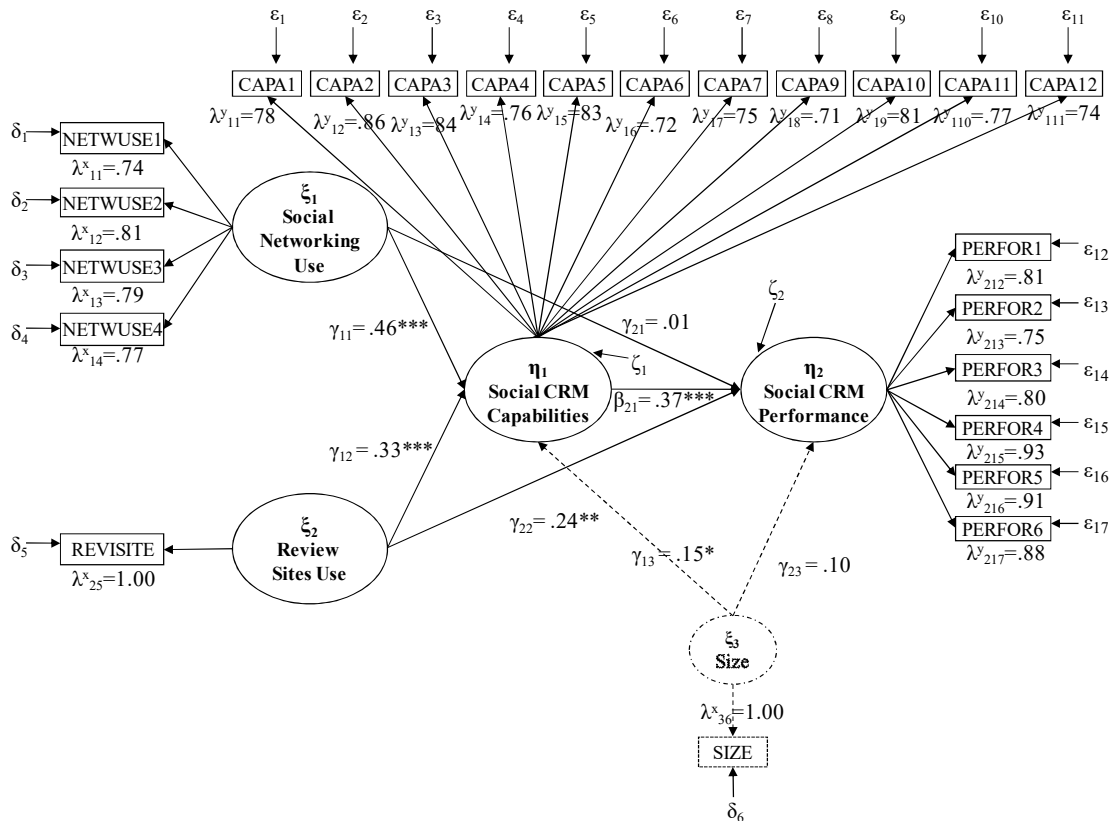 ε1 ε2 ε3 ε4 ε5 ε6 ε7 ε8 ε9 ε10 ε11
CAPA1 CAPA2 CAPA3 CAPA4 CAPA5 CAPA6 CAPA7 CAPA9 CAPA10 CAPA11 CAPA12
λy11=78 λy12=.86 λy13=84 λy14=.76 λy15=83 λy16=.72 λy17=75 λy18=.71 λy19=81 λy110=.77 λy111=74
δ1 NETWUSE1
λx11=.74
δ2 NETWUSE2
λx12=.81
δ3 NETWUSE3
λx13=.79
δ4 NETWUSE4
λx14=.77
ξ1
Social
Networking
Use
γ11= .46***
γ21= .01
ζ1
ζ2
η1
Social CRM
Capabilities
β21= .37***
η2
Social CRM
Performance
PERFOR1 ε12
λy212=.81
PERFOR2 ε13
λy213=.75
PERFOR3 ε14
λy214=.80
PERFOR4 ε15
λy215=.93
PERFOR5 ε16
λy216=.91
PERFOR6 ε17
λy217=.88
γ12= .33***
γ22= .24**
ξ2
Review
Sites Use
δ5 REVISITE
λx25=1.00
γ13= .15*
γ23= .10
ξ3
Size
λx36=1.00
SIZE
δ6